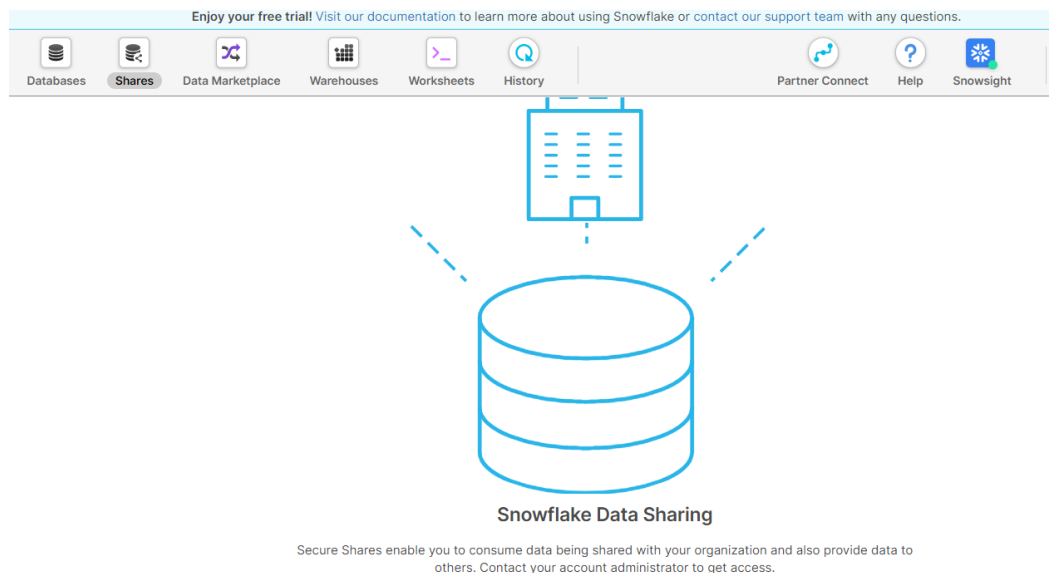 Enjoy your free trial! Visit our documentation to learn more about using Snowflake or contact our support team with any questions.
Databases Shares Data Marketplace Warehouses Worksheets History Partner Connect Help Snowsight
Snowflake Data Sharing
Secure Shares enable you to consume data being shared with your organization and also provide data to
others. Contact your account administrator to get access.